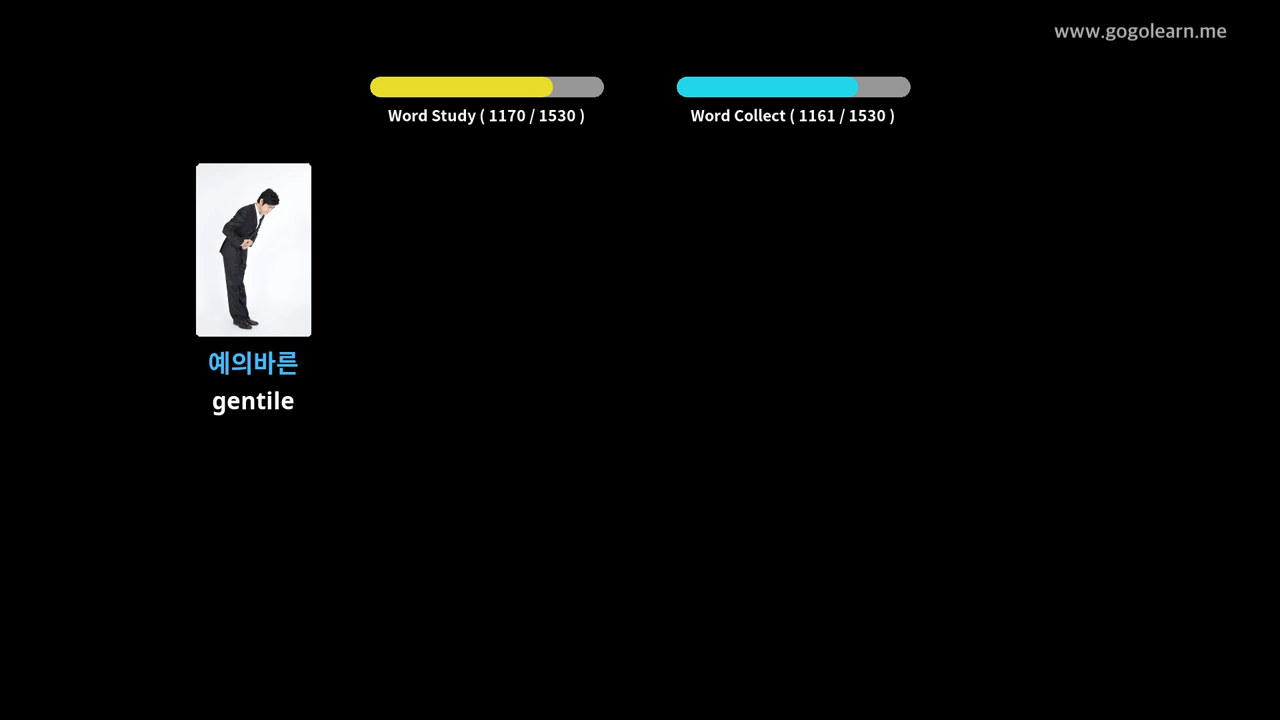 www.gogolearn.me
Word Study ( 1170 / 1530 )
Word Collect ( 1161 / 1530 )
예의바른
gentile